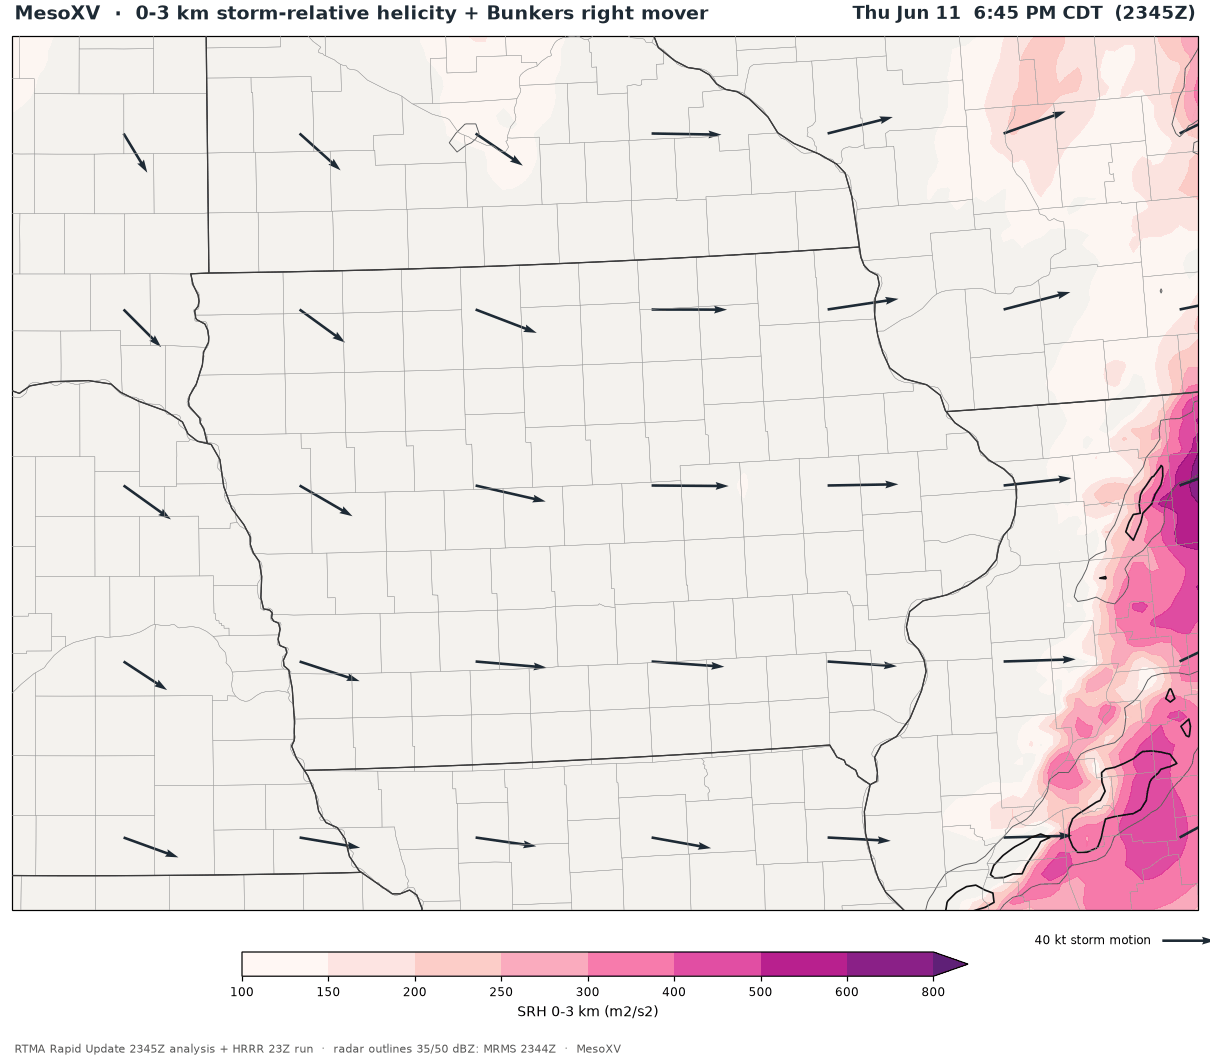 MesoXV · 0-3 km storm-relative helicity + Bunkers right mover
Thu Jun 11 6:45 PM CDT (2345Z)
40 kt storm motion
100 150 200 250 300 400 500 600 800
SRH 0-3 km (m2/s2)
RTMA Rapid Update 2345Z analysis + HRRR 23Z run · radar outlines 35/50 dBZ: MRMS 2344Z · MesoXV